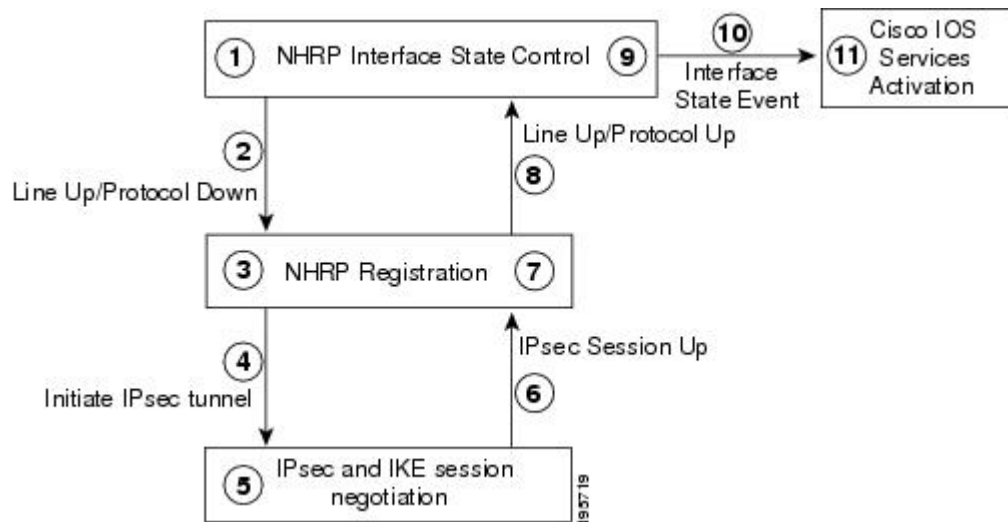 1 NHRP Interface State Control 9
10
Interface
State Event
11 Cisco IOS
Services
Activation
2
Line Up/Protocol Down
Line Up/Protocol Up
8
3 NHRP Registration 7
4
Initiate IPsec tunnel
IPsec Session Up
6
5 IPsec and IKE session
negotiation
195719